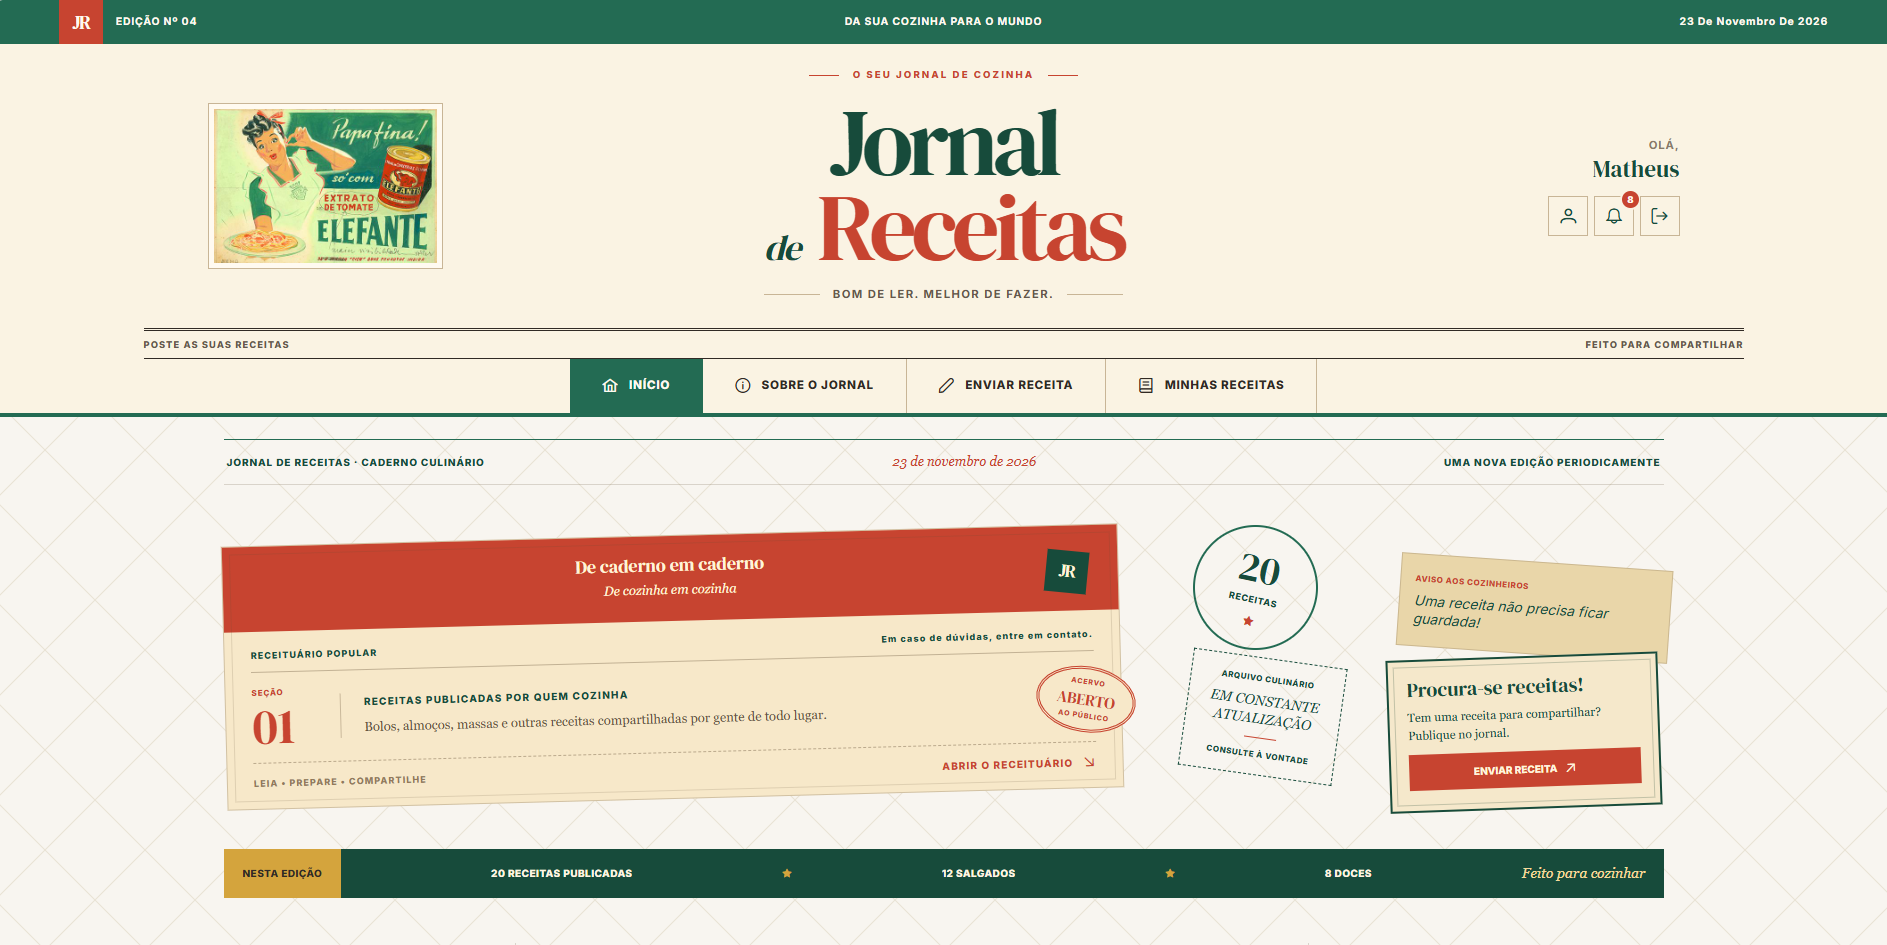 JR
EDIÇÃO Nº 04
DA SUA COZINHA PARA O MUNDO
23 De Novembro De 2026
O SEU JORNAL DE COZINHA
Papa fina!
só com
EXTRATO
DE TOMATE
ELEFANTE
ELEFANTE
Jornal
de Receitas
BOM DE LER. MELHOR DE FAZER.
OLÁ,
Matheus
8
POSTE AS SUAS RECEITAS
FEITO PARA COMPARTILHAR
INÍCIO
SOBRE O JORNAL
ENVIAR RECEITA
MINHAS RECEITAS
JORNAL DE RECEITAS · CADERNO CULINÁRIO
23 de novembro de 2026
UMA NOVA EDIÇÃO PERIODICAMENTE
De caderno em caderno
De cozinha em cozinha
JR
RECEITUÁRIO POPULAR
Em caso de dúvidas, entre em contato.
SEÇÃO
01
RECEITAS PUBLICADAS POR QUEM COZINHA
Bolos, almoços, massas e outras receitas compartilhadas por gente de todo lugar.
ACERVO
ABERTO
AO PÚBLICO
LEIA • PREPARE • COMPARTILHE
ABRIR O RECEITUÁRIO
20
RECEITAS
ARQUIVO CULINÁRIO
EM CONSTANTE
ATUALIZAÇÃO
CONSULTE À VONTADE
AVISO AOS COZINHEIROS
Uma receita não precisa ficar
guardada!
Procura-se receitas!
Tem uma receita para compartilhar?
Publique no jornal.
ENVIAR RECEITA
NESTA EDIÇÃO
20 RECEITAS PUBLICADAS
12 SALGADOS
8 DOCES
Feito para cozinhar